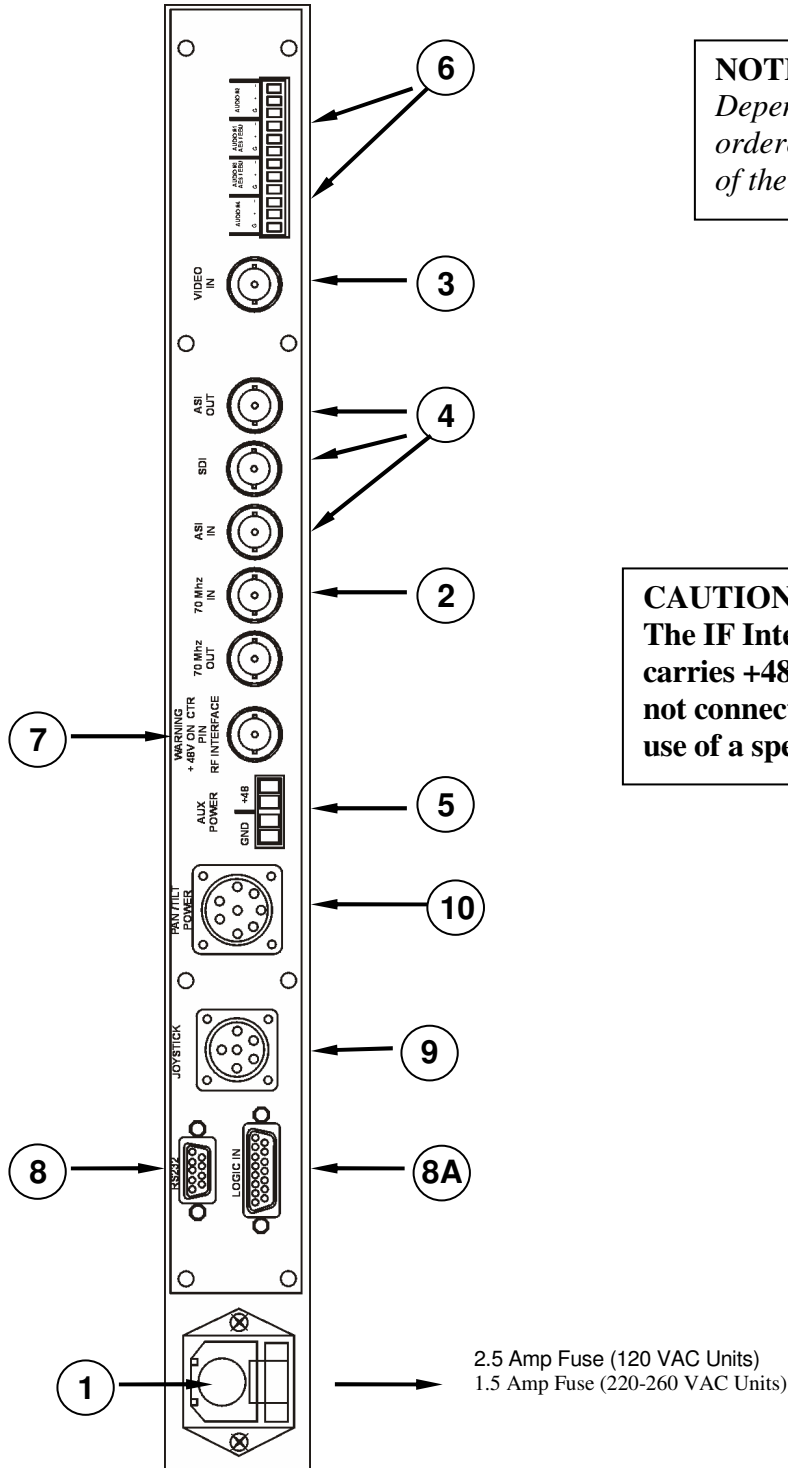 6
NOTE
Depen
ordere
of the
AUDIO #2
G + -
AUDIO #1
AES1 EBU
G + -
AUDIO #3
AES1 EBU
G + -
AUDIO #4
G + -
VIDEO
IN
3
ASI
OUT
4
SDI
ASI
IN
70 Mhz
IN
2
70 Mhz
OUT
CAUTION
The IF Inte
carries +48
not connect
use of a spe
7
WARNING
+ 48V ON CTR
PIN
RF INTERFACE
AUX
POWER
GND +48
5
PAN /TILT
POWER
10
JOYSTICK
9
8
RS232
LOGIC IN
8A
1
2.5 Amp Fuse (120 VAC Units)
1.5 Amp Fuse (220-260 VAC Units)